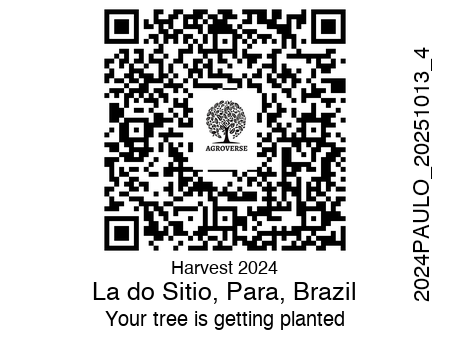 AGROVERSE
Harvest 2024
La do Sitio, Para, Brazil
Your tree is getting planted
2024PAULO_20251013_4